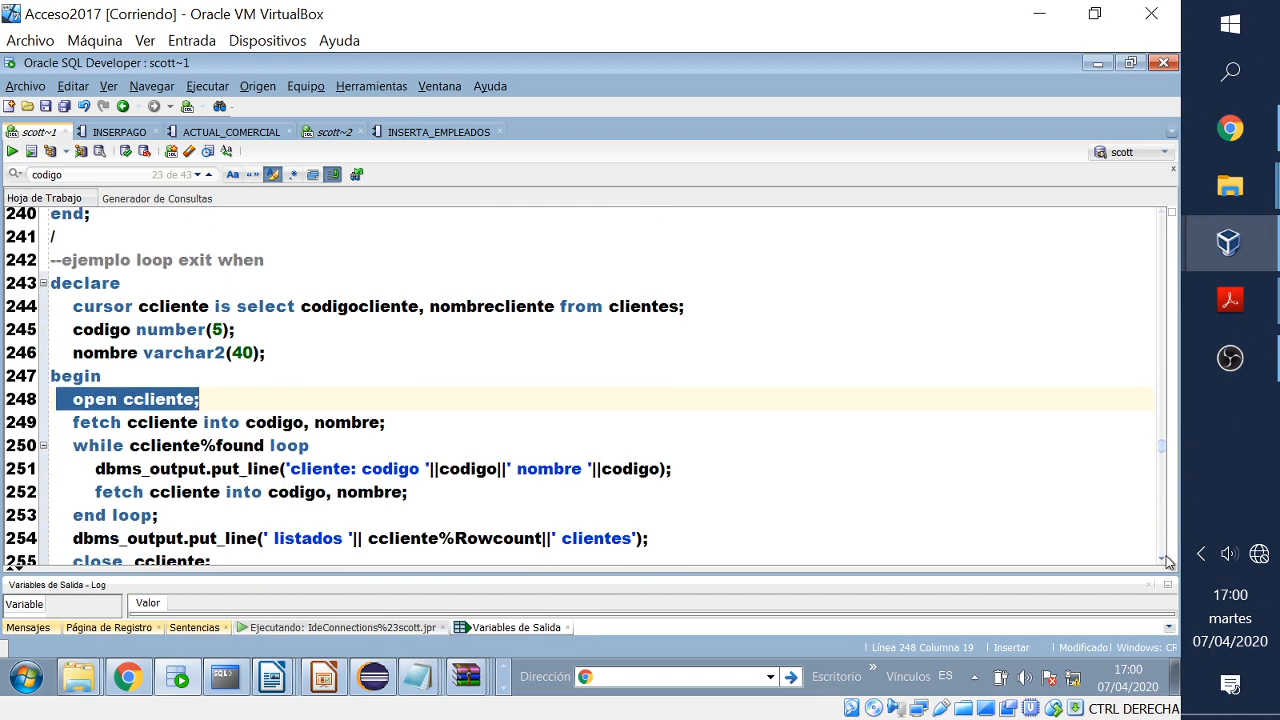 Acceso2017 [Corriendo] - Oracle VM VirtualBox
Archivo Máquina Ver Entrada Dispositivos Ayuda
Oracle SQL Developer : scott~1
Archivo Editar Ver Navegar Ejecutar Origen Equipo Herramientas Ventana Ayuda
scott~1 INSERPAGO ACTUAL_COMERCIAL scott~2 INSERTA_EMPLEADOS
scott
codigo 23 de 43
Hoja de Trabajo Generador de Consultas
240 end;
241 /
242 --ejemplo loop exit when
243 declare
244 cursor ccliente is select codigocliente, nombrecliente from clientes;
245 codigo number(5);
246 nombre varchar2(40);
247 begin
248 open ccliente;
249 fetch ccliente into codigo, nombre;
250 while ccliente%found loop
251 dbms_output.put_line('cliente: codigo '||codigo||' nombre '||codigo);
252 fetch ccliente into codigo, nombre;
253 end loop;
254 dbms_output.put_line(' listados '|| ccliente%Rowcount||' clientes');
255 close ccliente;
Variables de Salida - Log
Variable Valor
Mensajes Página de Registro Sentencias Ejecutando: IdeConnections%23scott.jpr Variables de Salida
Línea 248 Columna 19 Insertar Modificado Windows: CR
Dirección Escritorio » Vínculos ES 17:00
07/04/2020
CTRL DERECHA
17:00
martes
07/04/2020